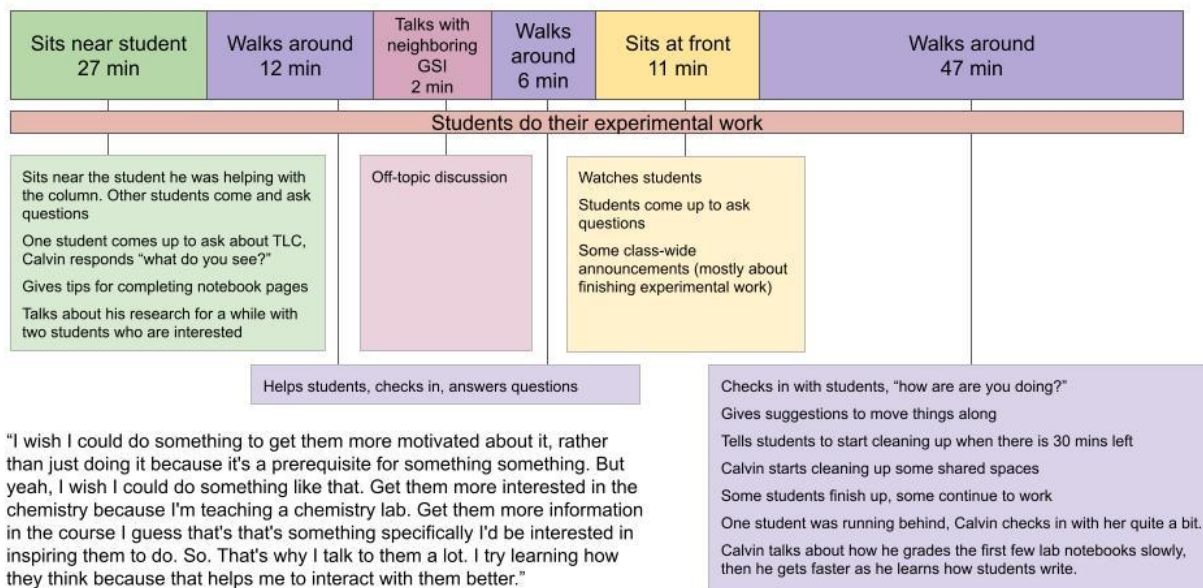 Sits near student
27 min
Walks around
12 min
Talks with
neighboring
GSI
2 min
Walks
around
6 min
Sits at front
11 min
Walks around
47 min
Students do their experimental work
Sits near the student he was helping with
the column. Other students come and ask
questions
One student comes up to ask about TLC,
Calvin responds “what do you see?”
Gives tips for completing notebook pages
Talks about his research for a while with
two students who are interested
Off-topic discussion
Watches students
Students come up to ask
questions
Some class-wide
announcements (mostly about
finishing experimental work)
Helps students, checks in, answers questions
Checks in with students, “how are are you doing?”
Gives suggestions to move things along
Tells students to start cleaning up when there is 30 mins left
Calvin starts cleaning up some shared spaces
Some students finish up, some continue to work
One student was running behind, Calvin checks in with her quite a bit.
Calvin talks about how he grades the first few lab notebooks slowly,
then he gets faster as he learns how students write.
“I wish I could do something to get them more motivated about it, rather
than just doing it because it's a prerequisite for something something. But
yeah, I wish I could do something like that. Get them more interested in the
chemistry because I'm teaching a chemistry lab. Get them more information
in the course I guess that's that's something specifically I'd be interested in
inspiring them to do. So. That's why I talk to them a lot. I try learning how
they think because that helps me to interact with them better.”